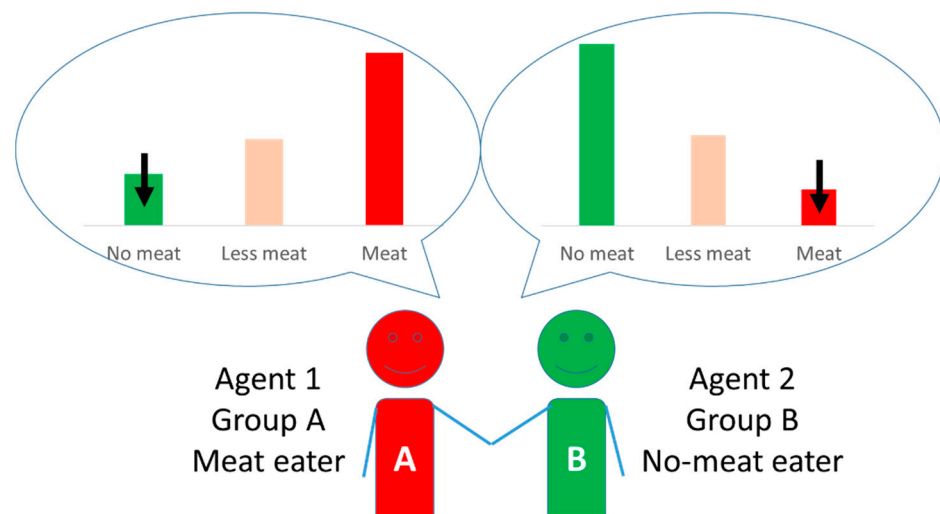 No meat
Less meat
Meat
No meat
Less meat
Meat
Agent 1
Group A
Meat eater
A
B
Agent 2
Group B
No-meat eater